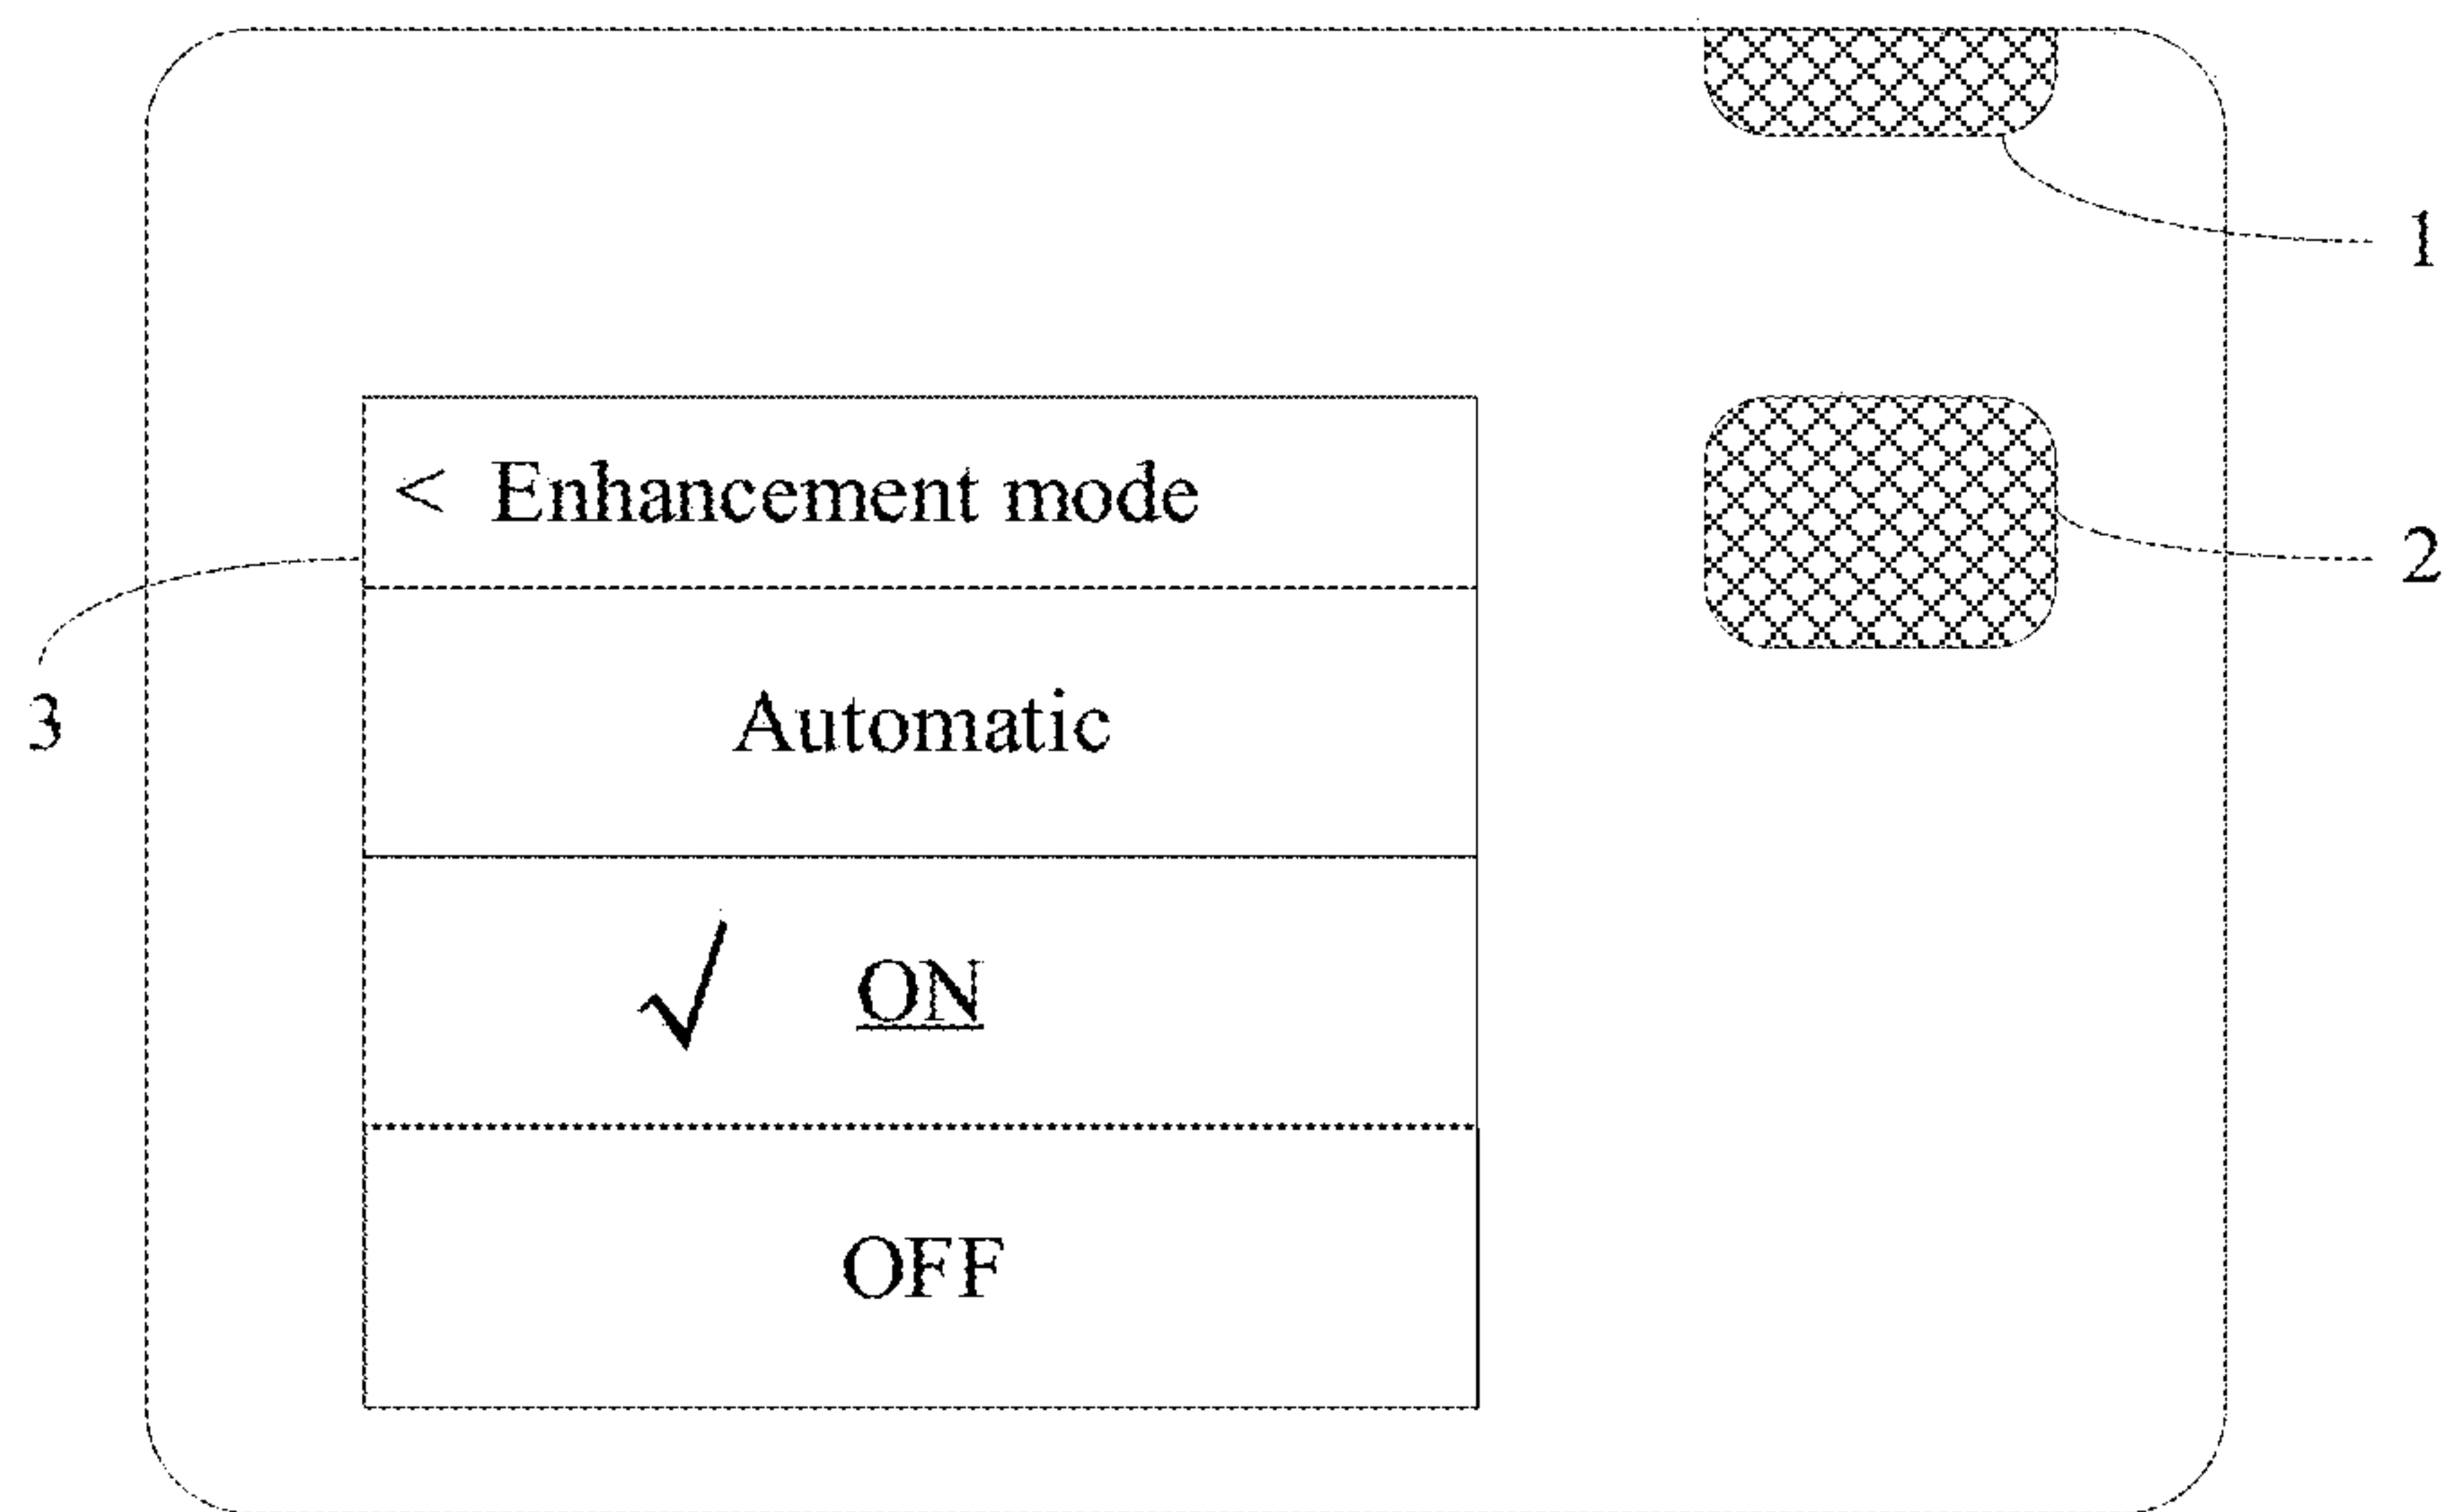 1
< Enhancement mode
2
Automatic
3
√ ON
OFF